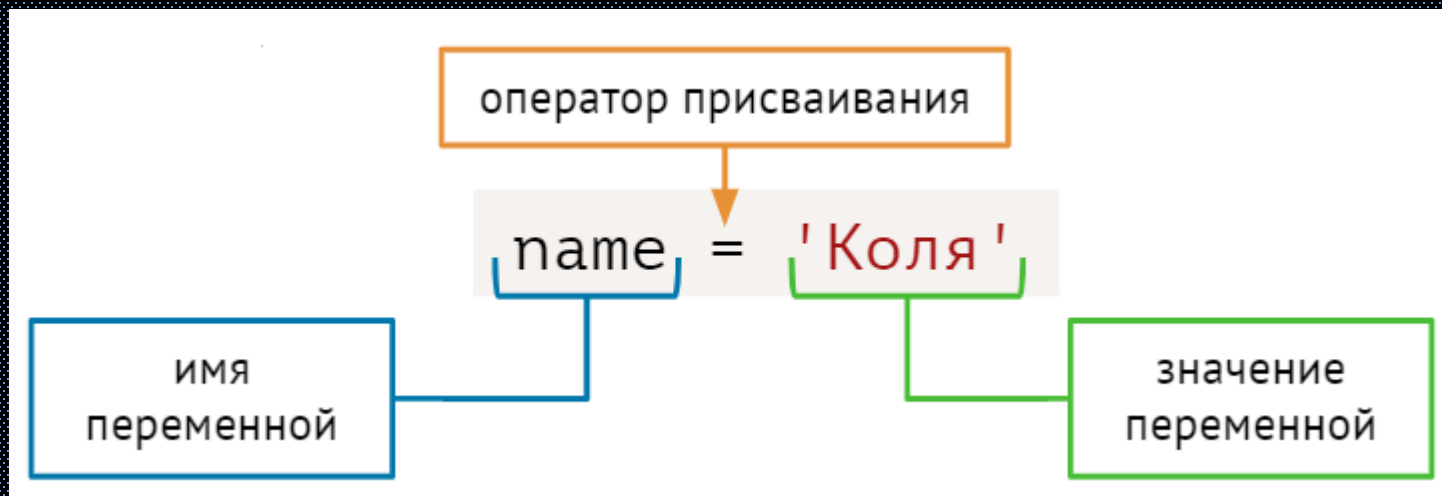 оператор присваивания
name = 'Коля'
имя
переменной
значение
переменной